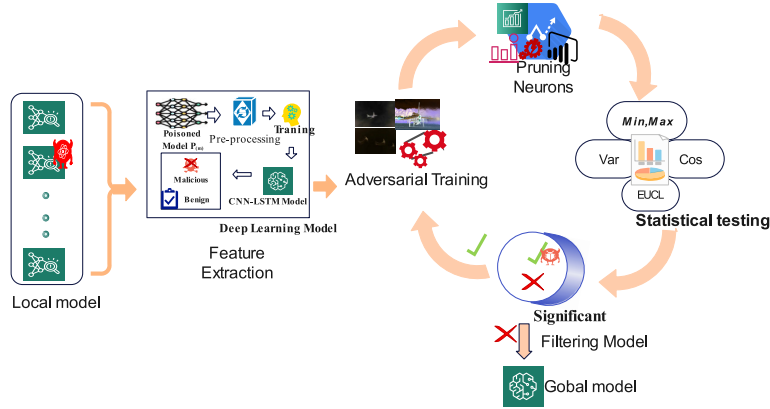 Local model
Poisoned
Model P(m)
Pre-processing
Training
Malicious
Benign
CNN-LSTM Model
Deep Learning Model
Feature
Extraction
Adversarial Training
Pruning
Neurons
Min,Max
Var
Cos
EUCL
Statistical testing
Significant
Filtering Model
Gobal model